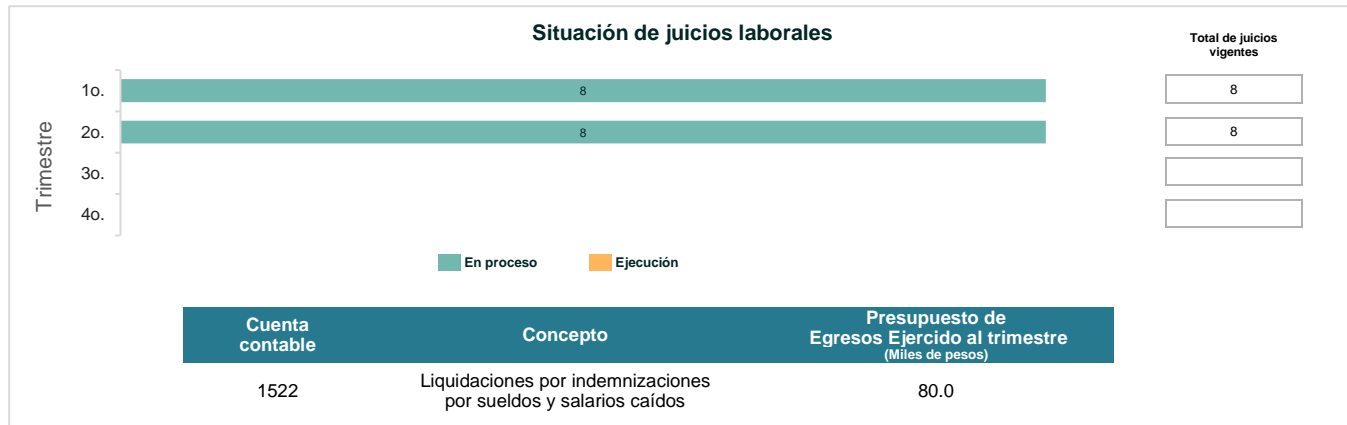 Situación de juicios laborales
Total de juicios
vigentes
Trimestre
1o.
8
8
2o.
8
8
3o.
4o.
En proceso
Ejecución
Cuenta
contable
Concepto
Presupuesto de
Egresos Ejercido al trimestre
(Miles de pesos)
1522
Liquidaciones por indemnizaciones
por sueldos y salarios caídos
80.0